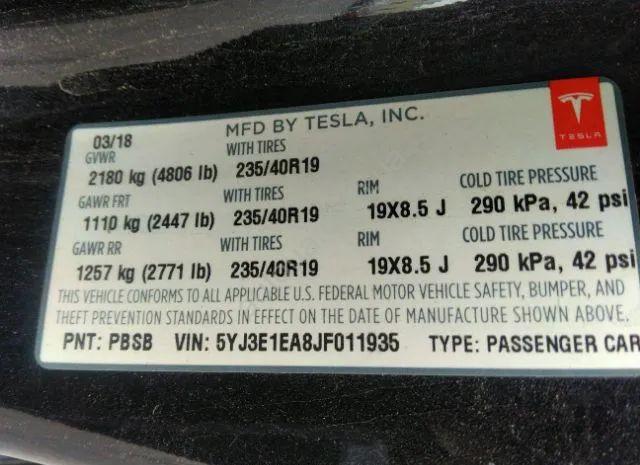 MFD BY TESLA, INC.
TESLA
03/18
GVWR WITH TIRES
2180 kg (4806 lb) 235/40R19
GAWR FRT WITH TIRES RIM COLD TIRE PRESSURE
1110 kg (2447 lb) 235/40R19 19X8.5 J 290 kPa, 42 psi
GAWR RR WITH TIRES RIM COLD TIRE PRESSURE
1257 kg (2771 lb) 235/40R19 19X8.5 J 290 kPa, 42 psi
THIS VEHICLE CONFORMS TO ALL APPLICABLE U.S. FEDERAL MOTOR VEHICLE SAFETY, BUMPER, AND
THEFT PREVENTION STANDARDS IN EFFECT ON THE DATE OF MANUFACTURE SHOWN ABOVE.
PNT: PBSB VIN: 5YJ3E1EA8JF011935 TYPE: PASSENGER CAR